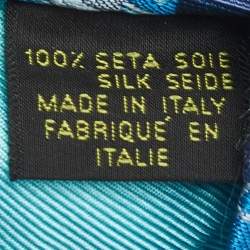 100% SETA SOIE
SILK SEIDE
MADE IN ITALY
FABRIQUÉ EN
ITALIE